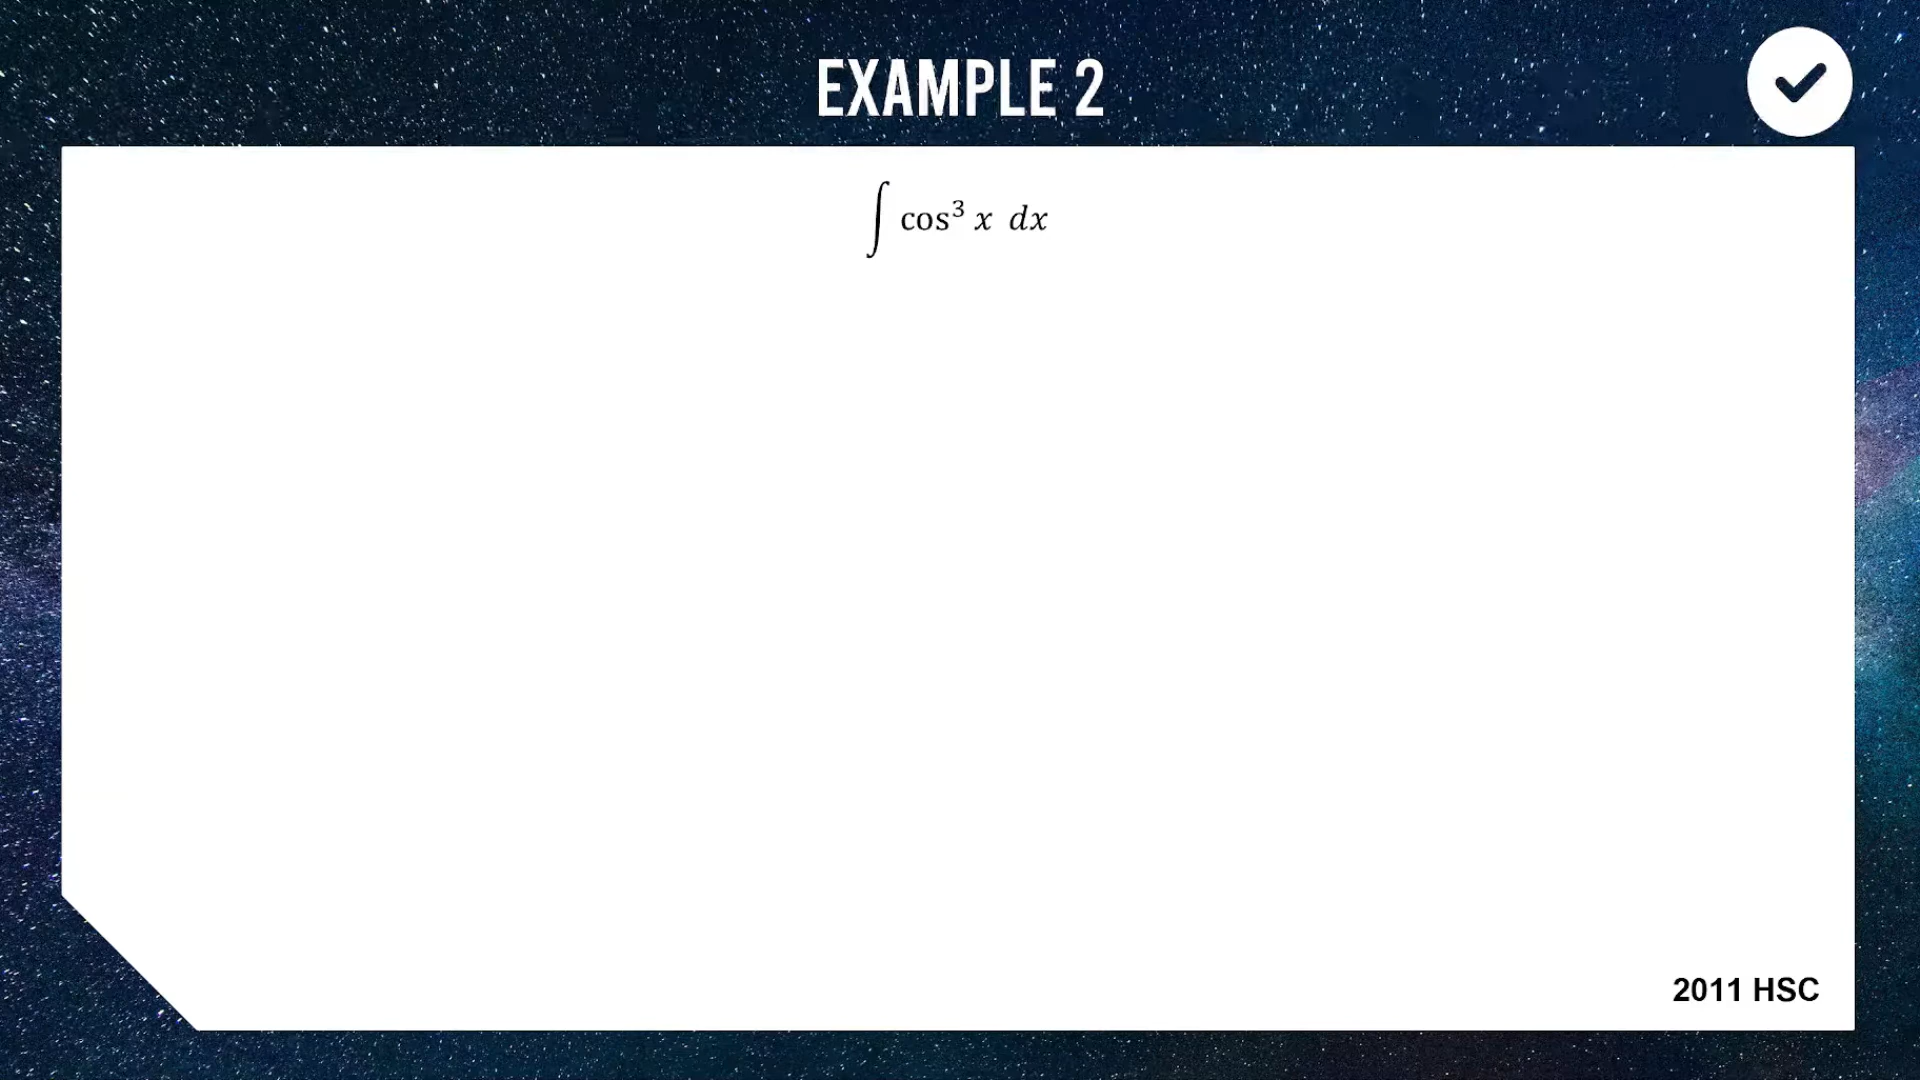 EXAMPLE 2
∫ cos³ x dx
2011 HSC